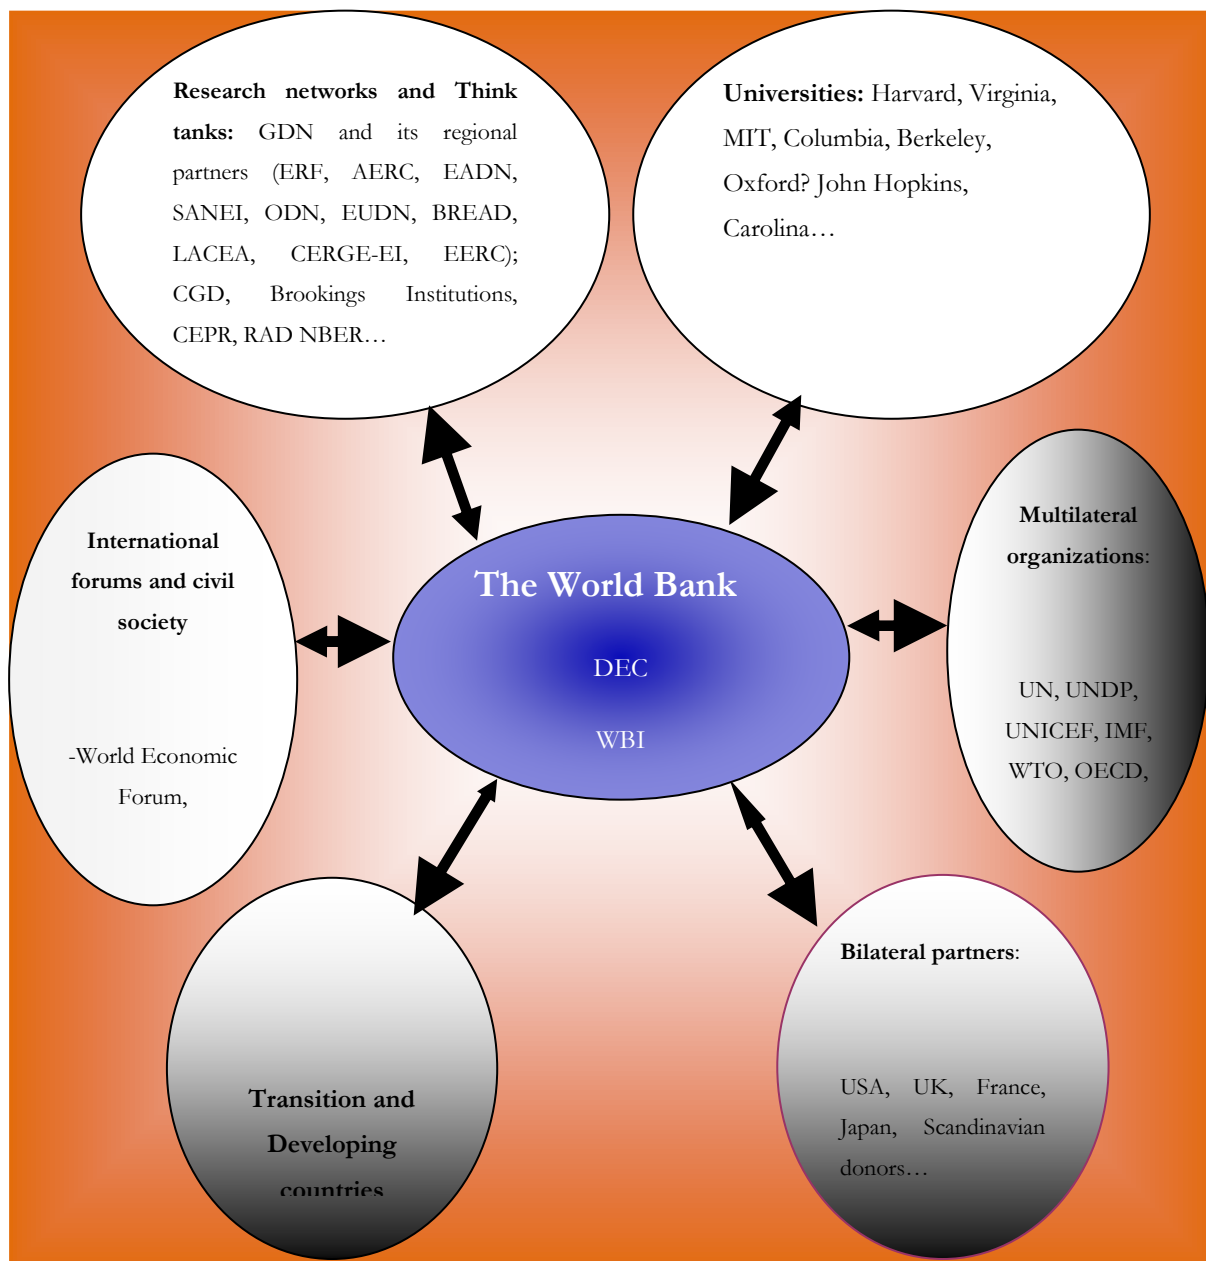 Research networks and Think
tanks: GDN and its regional
partners (ERF, AERC, EADN,
SANEI, ODN, EUDN, BREAD,
LACEA, CERGE-EI, EERC);
CGD, Brookings Institutions,
CEPR, RAD NBER…
Universities: Harvard, Virginia,
MIT, Columbia, Berkeley,
Oxford? John Hopkins,
Carolina…
International
forums and civil
society
-World Economic
Forum,
The World Bank
DEC
WBI
Multilateral
organizations:
UN, UNDP,
UNICEF, IMF,
WTO, OECD,
Transition and
Developing
countries
Bilateral partners:
USA, UK, France,
Japan, Scandinavian
donors…